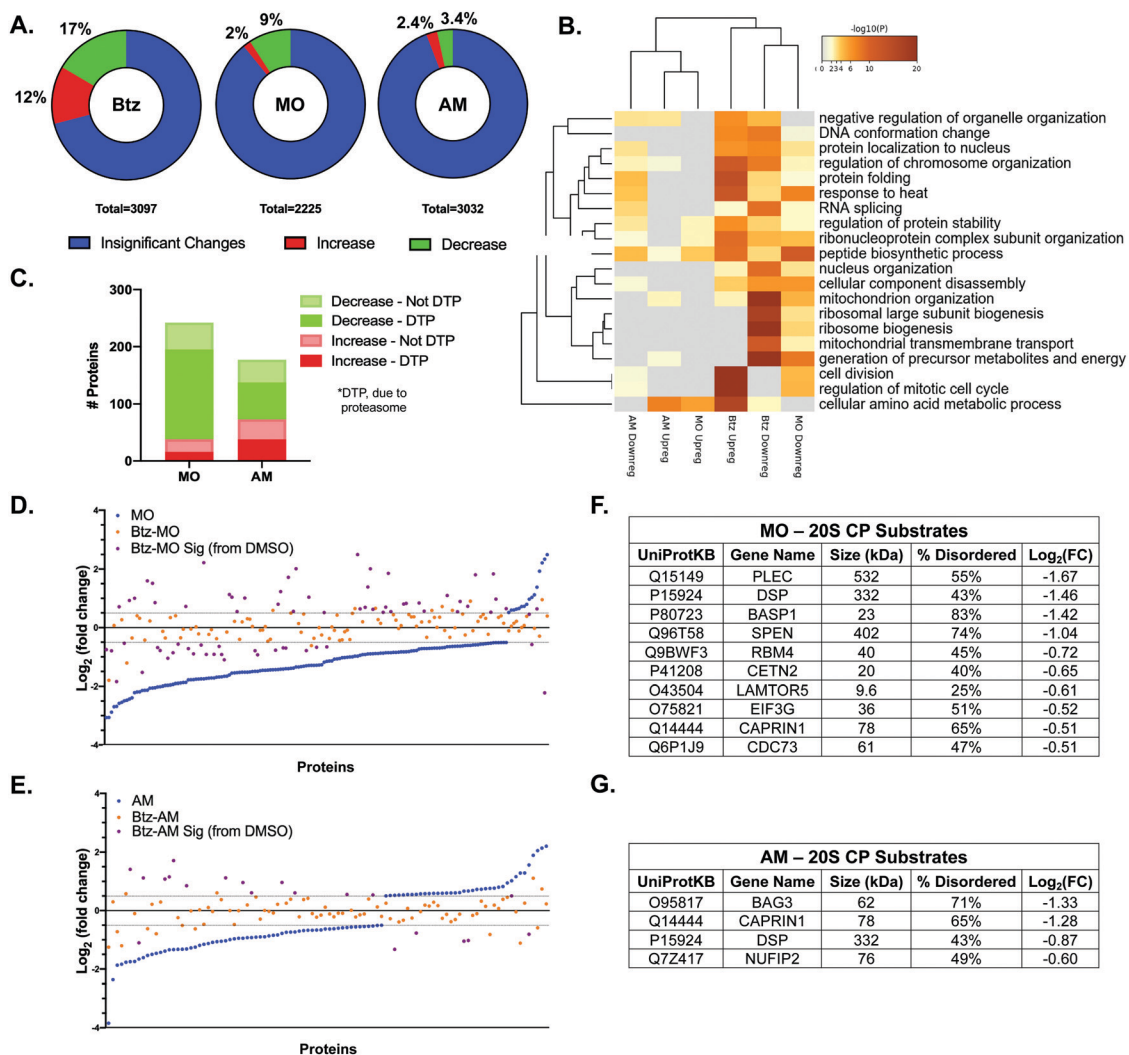 A.
17%
12%
Btz
Total=3097
9%
2%
MO
Total=2225
2.4%
3.4%
AM
Total=3032
Insignificant Changes
Increase
Decrease
B.
-log10(P)
0 2 3 4 6 10 20
negative regulation of organelle organization
DNA conformation change
protein localization to nucleus
regulation of chromosome organization
protein folding
response to heat
RNA splicing
regulation of protein stability
ribonucleoprotein complex subunit organization
peptide biosynthetic process
nucleus organization
cellular component disassembly
mitochondrion organization
ribosomal large subunit biogenesis
ribosome biogenesis
mitochondrial transmembrane transport
generation of precursor metabolites and energy
cell division
regulation of mitotic cell cycle
cellular amino acid metabolic process
AM Downreg
AM Upreg
MO Upreg
Btz Upreg
Btz Downreg
MO Downreg
C.
300
200
100
0
# Proteins
MO
AM
Decrease - Not DTP
Decrease - DTP
Increase - Not DTP
Increase - DTP
*DTP, due to
proteasome
D.
4
2
0
-2
-4
Log2 (fold change)
MO
Btz-MO
Btz-MO Sig (from DMSO)
Proteins
E.
4
2
0
-2
-4
Log2 (fold change)
AM
Btz-AM
Btz-AM Sig (from DMSO)
Proteins
F.
MO – 20S CP Substrates
UniProtKB Gene Name Size (kDa) % Disordered Log2(FC)
Q15149 PLEC 532 55% -1.67
P15924 DSP 332 43% -1.46
P80723 BASP1 23 83% -1.42
Q96T58 SPEN 402 74% -1.04
Q9BWF3 RBM4 40 45% -0.72
P41208 CETN2 20 40% -0.65
O43504 LAMTOR5 9.6 25% -0.61
O75821 EIF3G 36 51% -0.52
Q14444 CAPRIN1 78 65% -0.51
Q6P1J9 CDC73 61 47% -0.51
G.
AM – 20S CP Substrates
UniProtKB Gene Name Size (kDa) % Disordered Log2(FC)
O95817 BAG3 62 71% -1.33
Q14444 CAPRIN1 78 65% -1.28
P15924 DSP 332 43% -0.87
Q7Z417 NUFIP2 76 49% -0.60